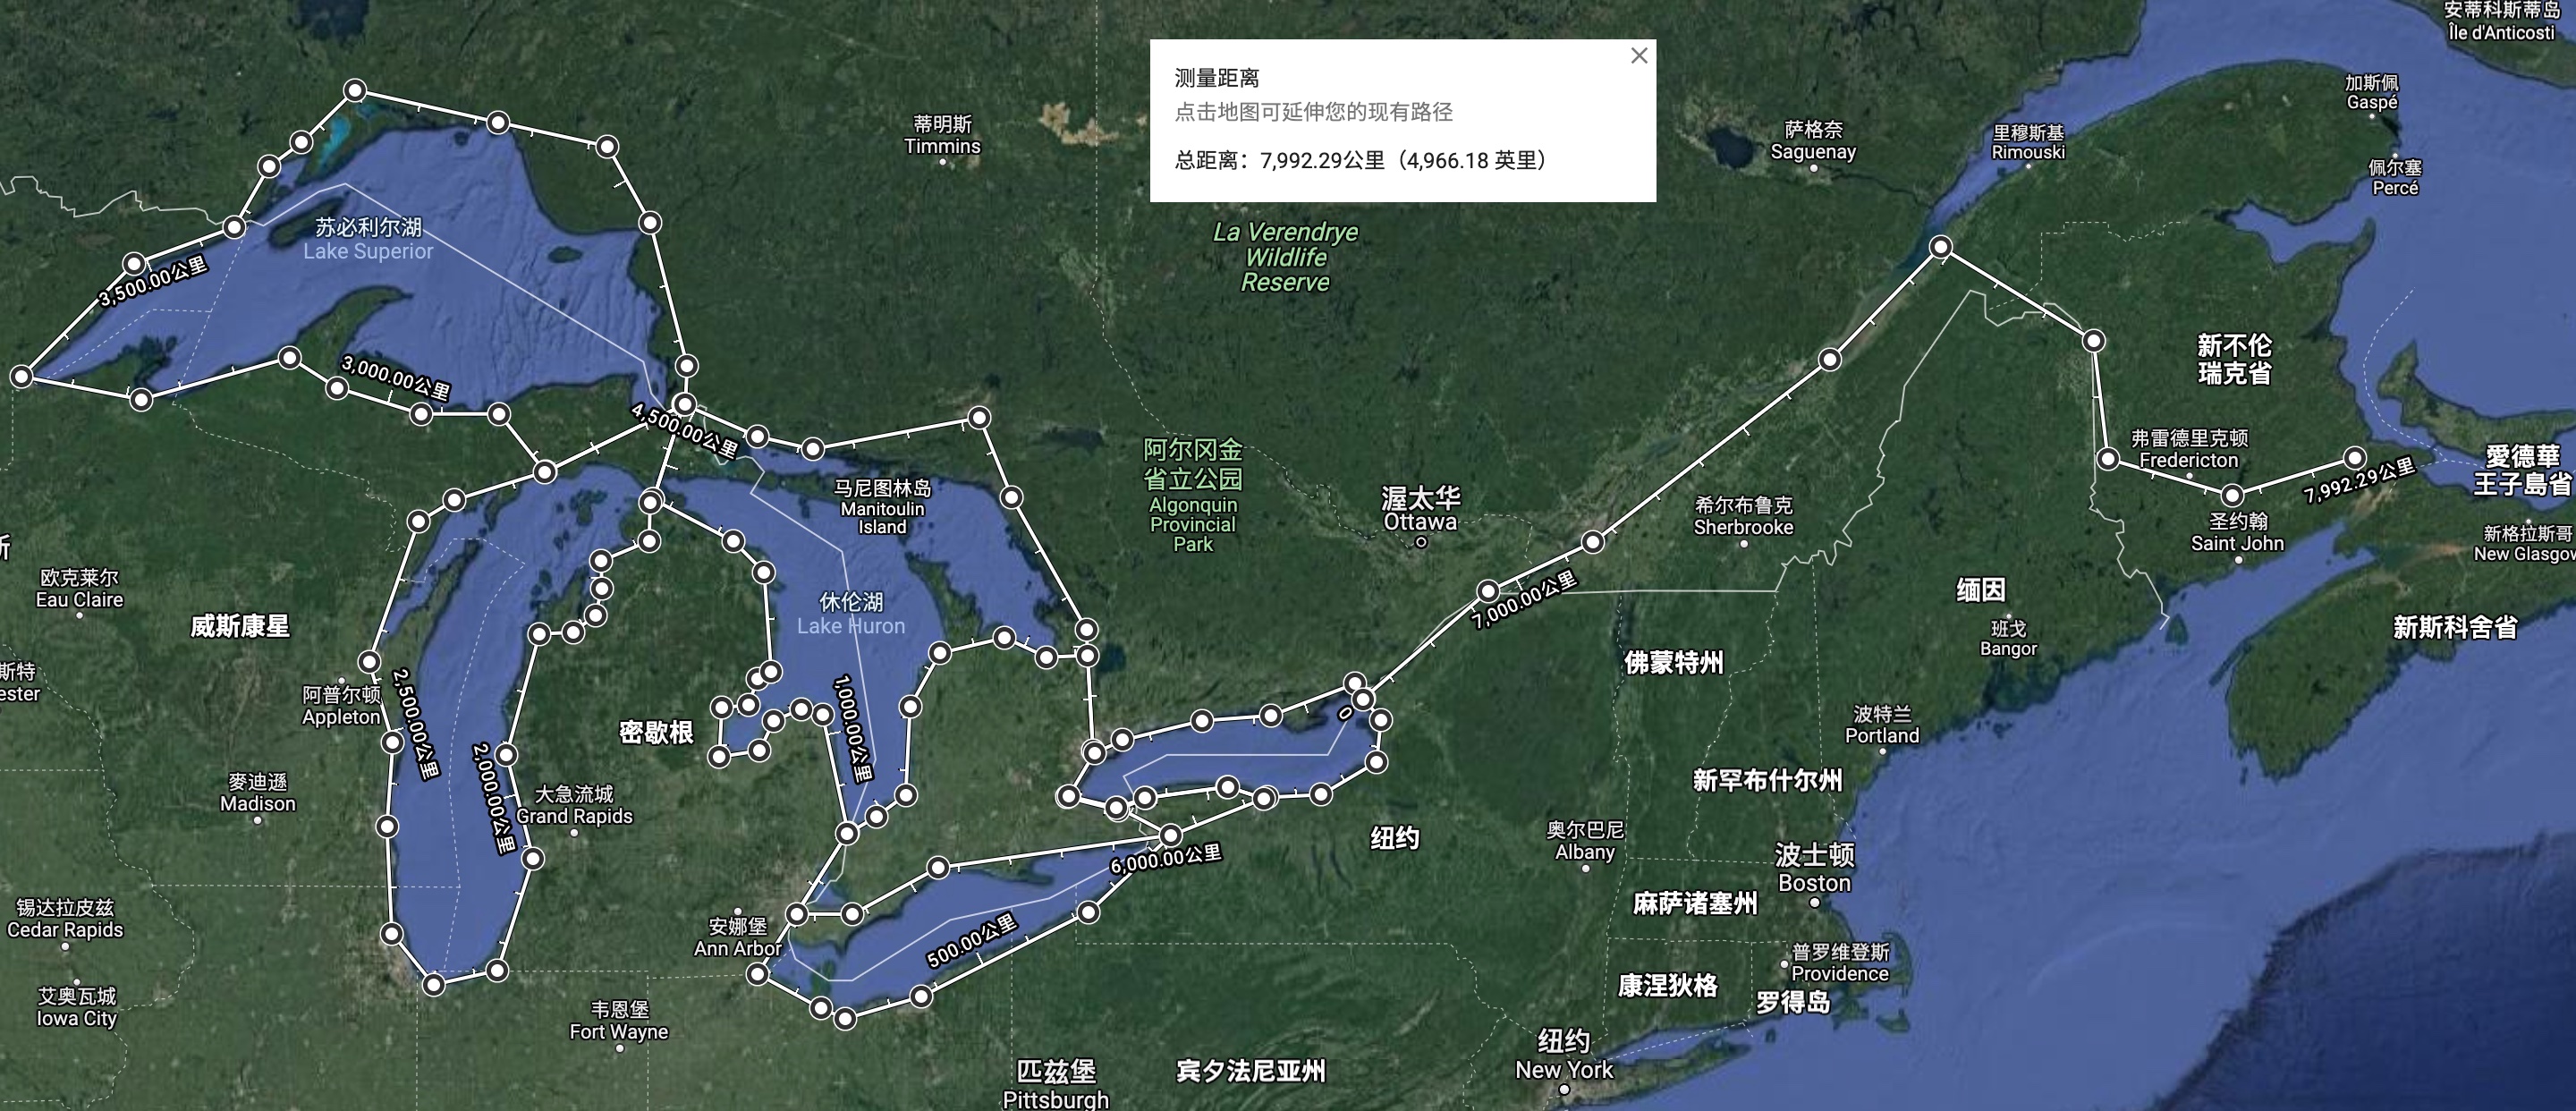 安蒂科斯蒂岛
Île d'Anticosti
测量距离
点击地图可延伸您的现有路径
总距离：7,992.29公里（4,966.18 英里）
加斯佩
Gaspé
蒂明斯
Timmins
萨格奈
Saguenay
里穆斯基
Rimouski
佩尔塞
Percé
苏必利尔湖
Lake Superior
La Verendrye
Wildlife
Reserve
3,500.00公里
3,000.00公里
新不伦
瑞克省
4,500.00公里
阿尔冈金
省立公园
Algonquin
Provincial
Park
弗雷德里克顿
Fredericton
7,992.29公里
愛德華
王子島省
马尼图林岛
Manitoulin
Island
渥太华
Ottawa
希尔布鲁克
Sherbrooke
圣约翰
Saint John
新格拉斯哥
New Glasgow
斯
欧克莱尔
Eau Claire
威斯康星
休伦湖
Lake Huron
7,000.00公里
缅因
班戈
Bangor
新斯科舍省
斯特
ester
阿普尔顿
Appleton
2,500.00公里
密歇根
1,000.00公里
佛蒙特州
波特兰
Portland
0
麥迪遜
Madison
2,000.00公里
大急流城
Grand Rapids
新罕布什尔州
纽约
奥尔巴尼
Albany
波士顿
Boston
6,000.00公里
锡达拉皮兹
Cedar Rapids
安娜堡
Ann Arbor
500.00公里
麻萨诸塞州
普罗维登斯
Providence
康涅狄格
罗得岛
艾奥瓦城
Iowa City
韦恩堡
Fort Wayne
匹兹堡
Pittsburgh
宾夕法尼亚州
纽约
New York